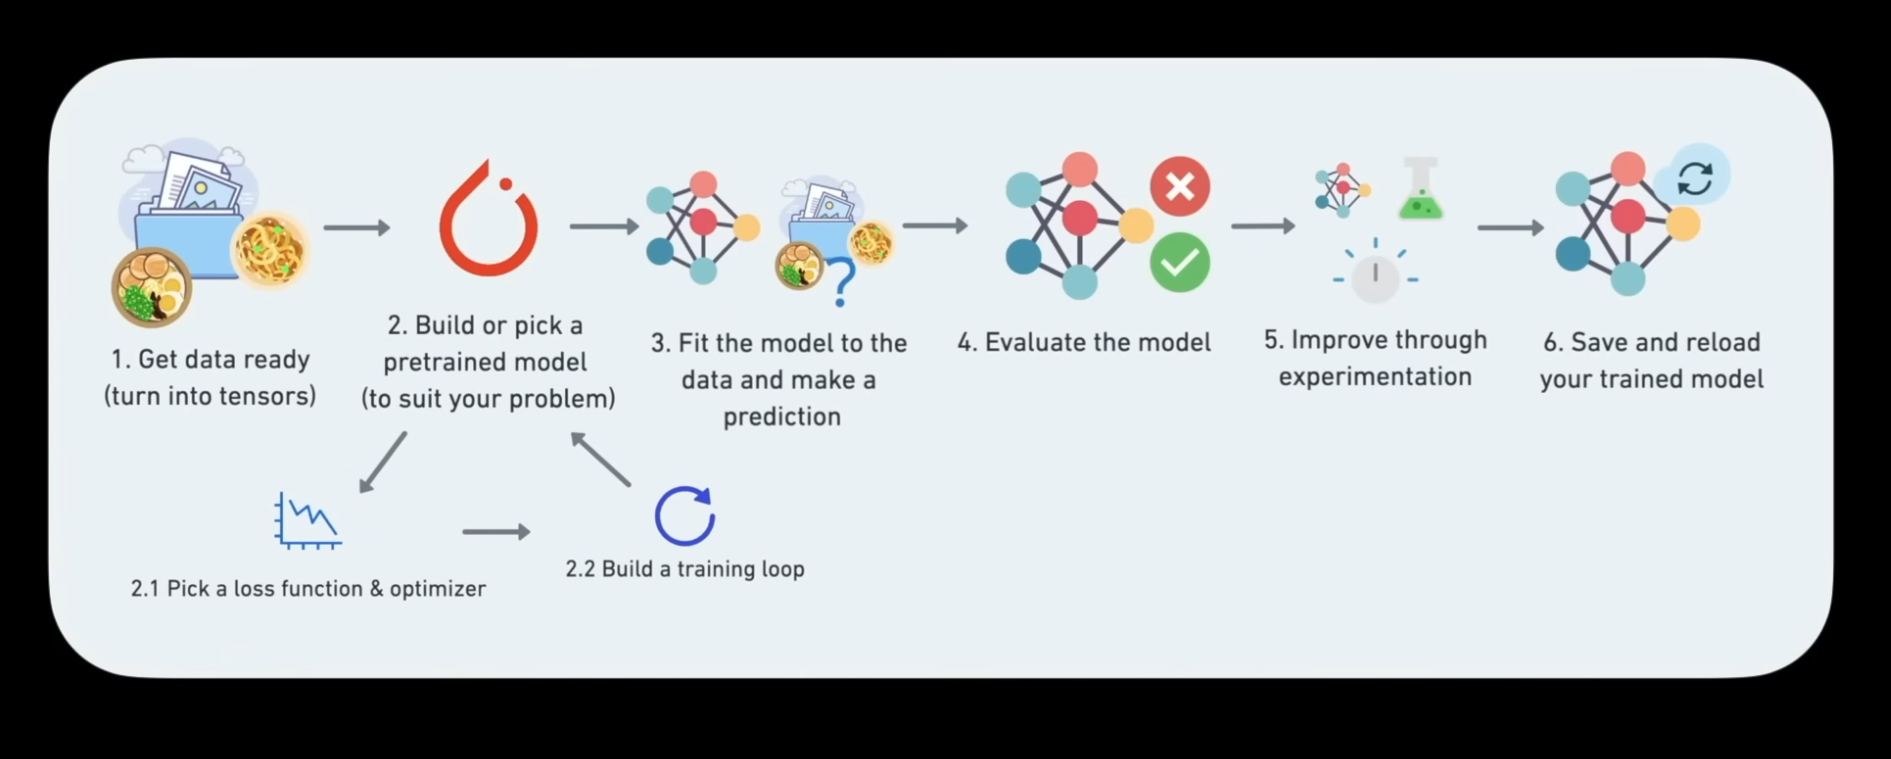 1. Get data ready
(turn into tensors)
2. Build or pick a
pretrained model
(to suit your problem)
3. Fit the model to the
data and make a
prediction
4. Evaluate the model
5. Improve through
experimentation
6. Save and reload
your trained model
2.1 Pick a loss function & optimizer
2.2 Build a training loop